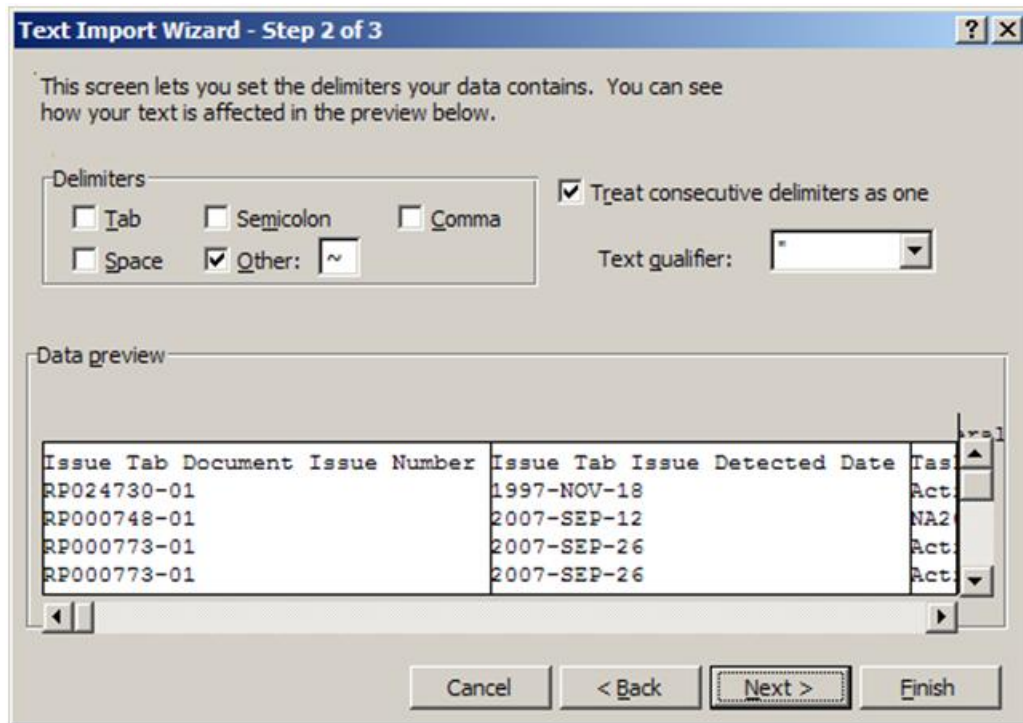 Text Import Wizard - Step 2 of 3
This screen lets you set the delimiters your data contains. You can see
how your text is affected in the preview below.
Delimiters
Tab
Semicolon
Comma
Space
Other: ~
Treat consecutive delimiters as one
Text qualifier: "
Data preview
Issue Tab Document Issue Number Issue Tab Issue Detected Date
RP024730-01 1997-NOV-18
RP000748-01 2007-SEP-12
RP000773-01 2007-SEP-26
RP000773-01 2007-SEP-26
Cancel < Back Next > Finish